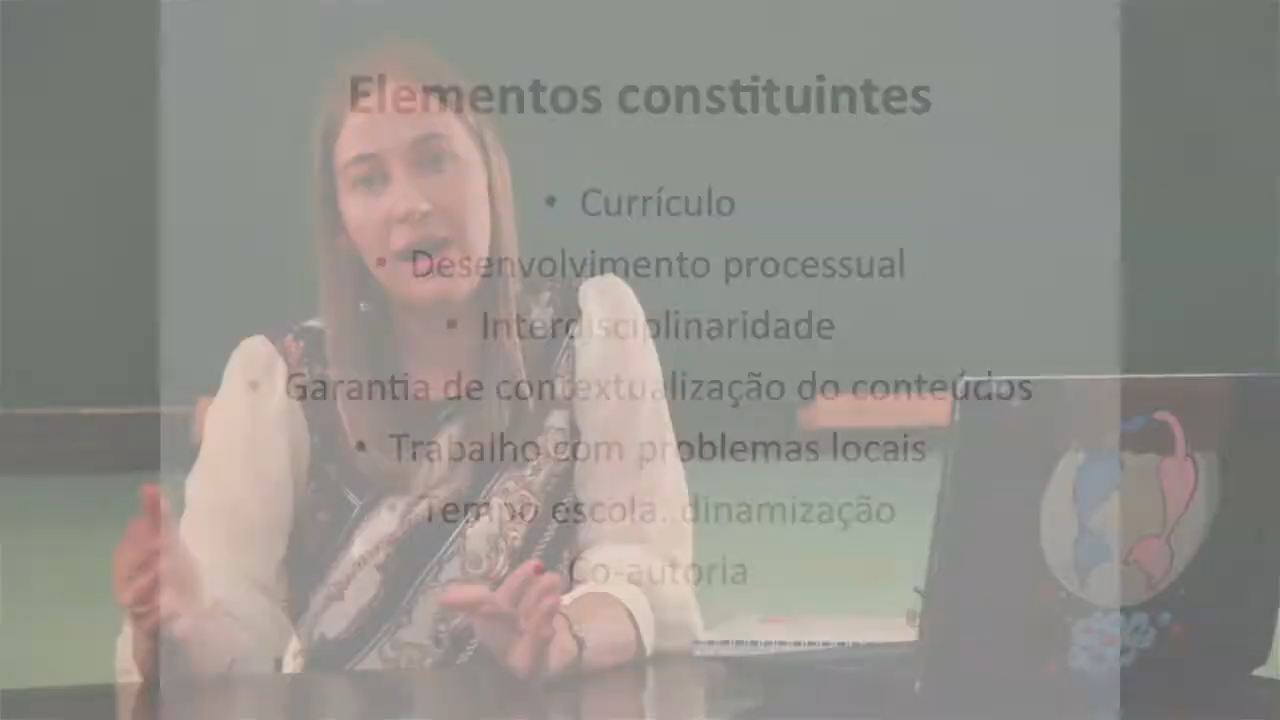 Elementos constituintes
• Currículo
• Desenvolvimento processual
• Interdisciplinaridade
• Garantia de contextualização do conteúdos
• Trabalho com problemas locais
• Tempo escola. dinamização
Co-autoria